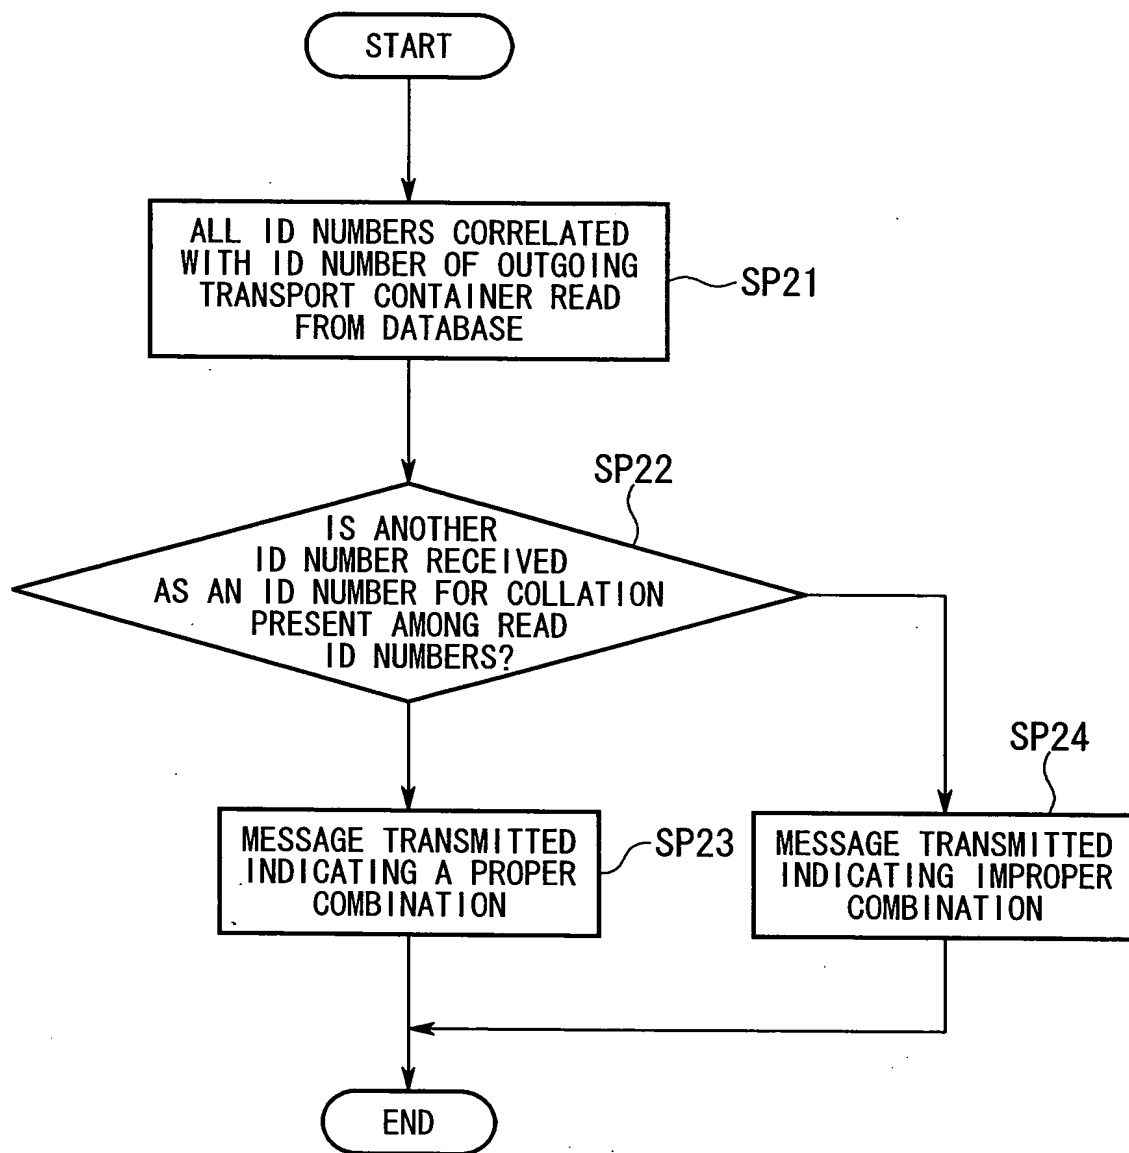 START
ALL ID NUMBERS CORRELATED
WITH ID NUMBER OF OUTGOING
TRANSPORT CONTAINER READ
FROM DATABASE
SP21
SP22
IS ANOTHER
ID NUMBER RECEIVED
AS AN ID NUMBER FOR COLLATION
PRESENT AMONG READ
ID NUMBERS?
MESSAGE TRANSMITTED
INDICATING A PROPER
COMBINATION
SP23
SP24
MESSAGE TRANSMITTED
INDICATING IMPROPER
COMBINATION
END